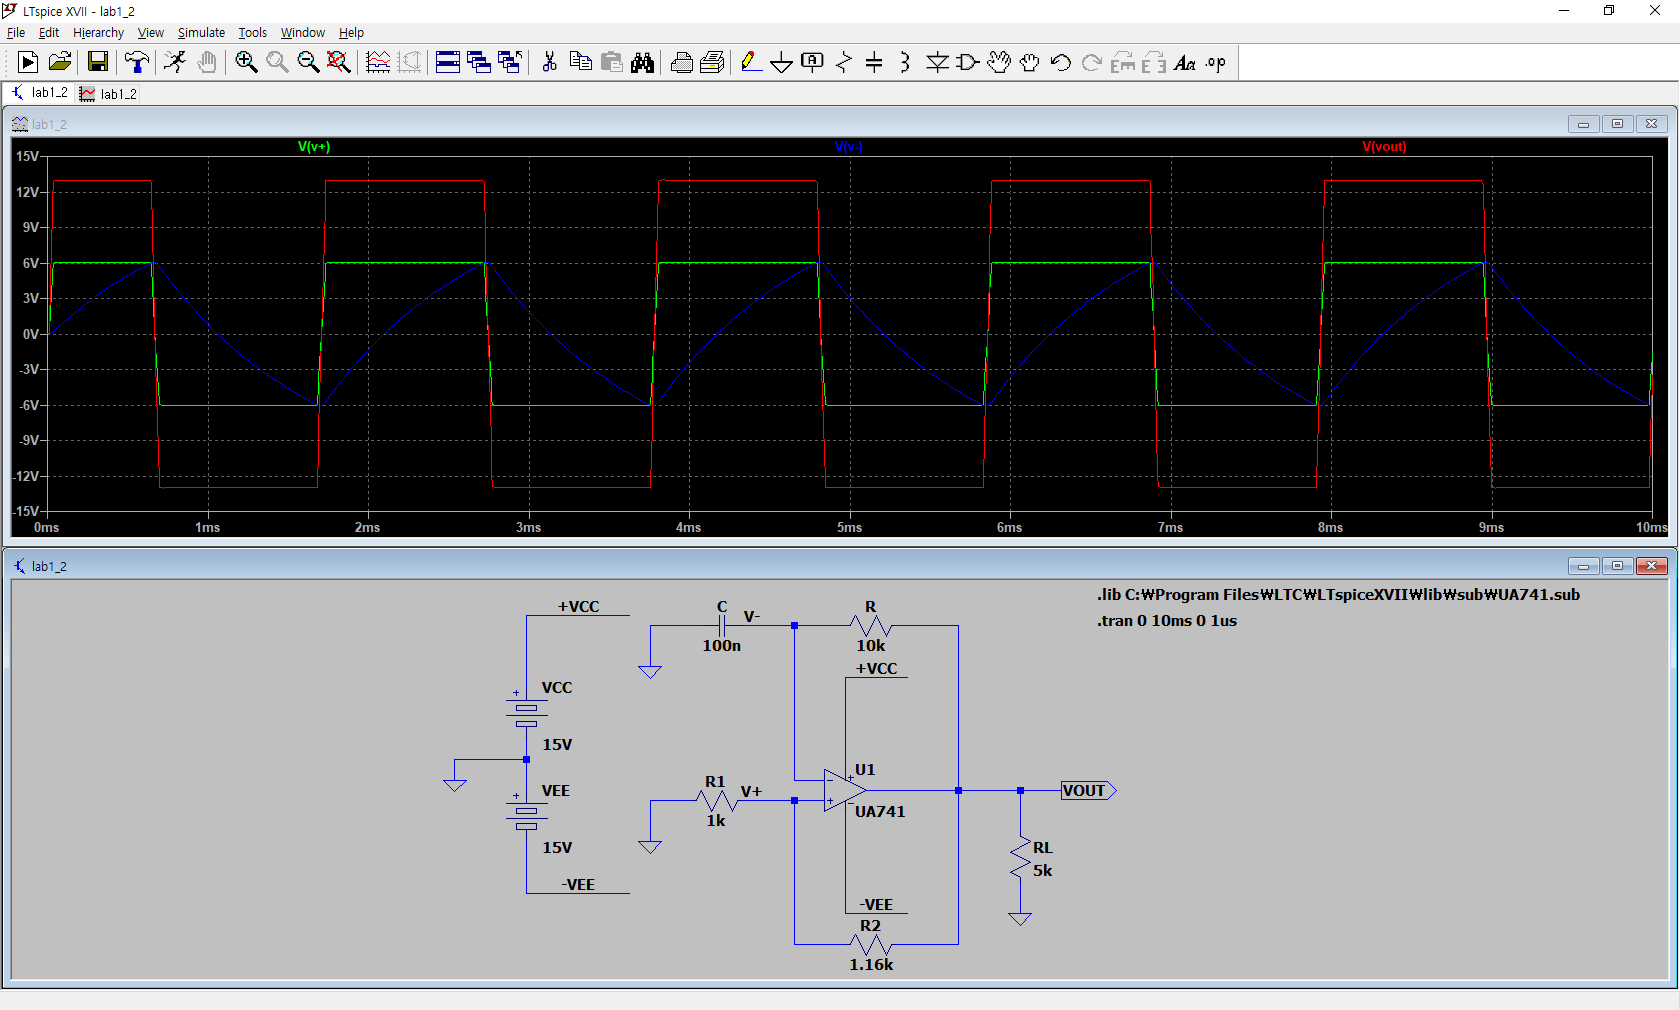 LTspice XVII - lab1_2
File Edit Hierarchy View Simulate Tools Window Help
A Aa .op
lab1_2 lab1_2
lab1_2
V(v+) V(v-) V(vout)
15V
12V
9V
6V
3V
0V
-3V
-6V
-9V
-12V
-15V
0ms 1ms 2ms 3ms 4ms 5ms 6ms 7ms 8ms 9ms 10ms
lab1_2
.lib C:₩Program Files₩LTC₩LTspiceXVII₩lib₩sub₩UA741.sub
.tran 0 10ms 0 1us
+VCC
C
V-
100n
R
10k
+VCC
VCC
15V
VEE
15V
-VEE
R1
V+
1k
U1
UA741
VOUT
RL
5k
-VEE
R2
1.16k